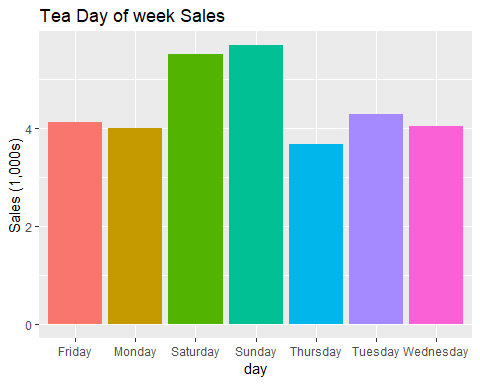 Tea Day of week Sales
Sales (1,000s)
4
2
0
Friday Monday Saturday Sunday Thursday Tuesday Wednesday
day